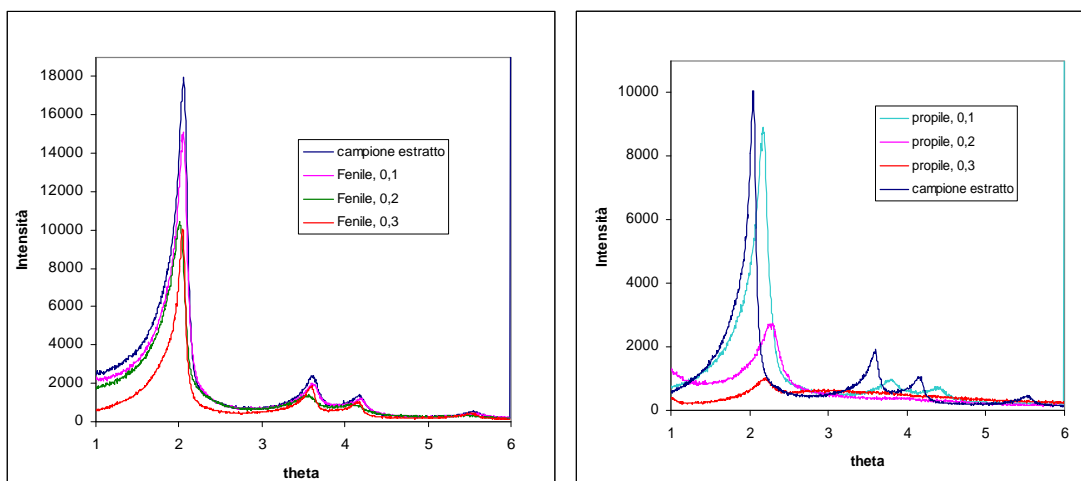 18000
16000
14000
12000
10000
8000
6000
4000
2000
0
Intensità
campione estratto
Fenile, 0,1
Fenile, 0,2
Fenile, 0,3
1 2 3 4 5 6
theta
10000
8000
6000
4000
2000
0
Intensità
propile, 0,1
propile, 0,2
propile, 0,3
campione estratto
1 2 3 4 5 6
theta